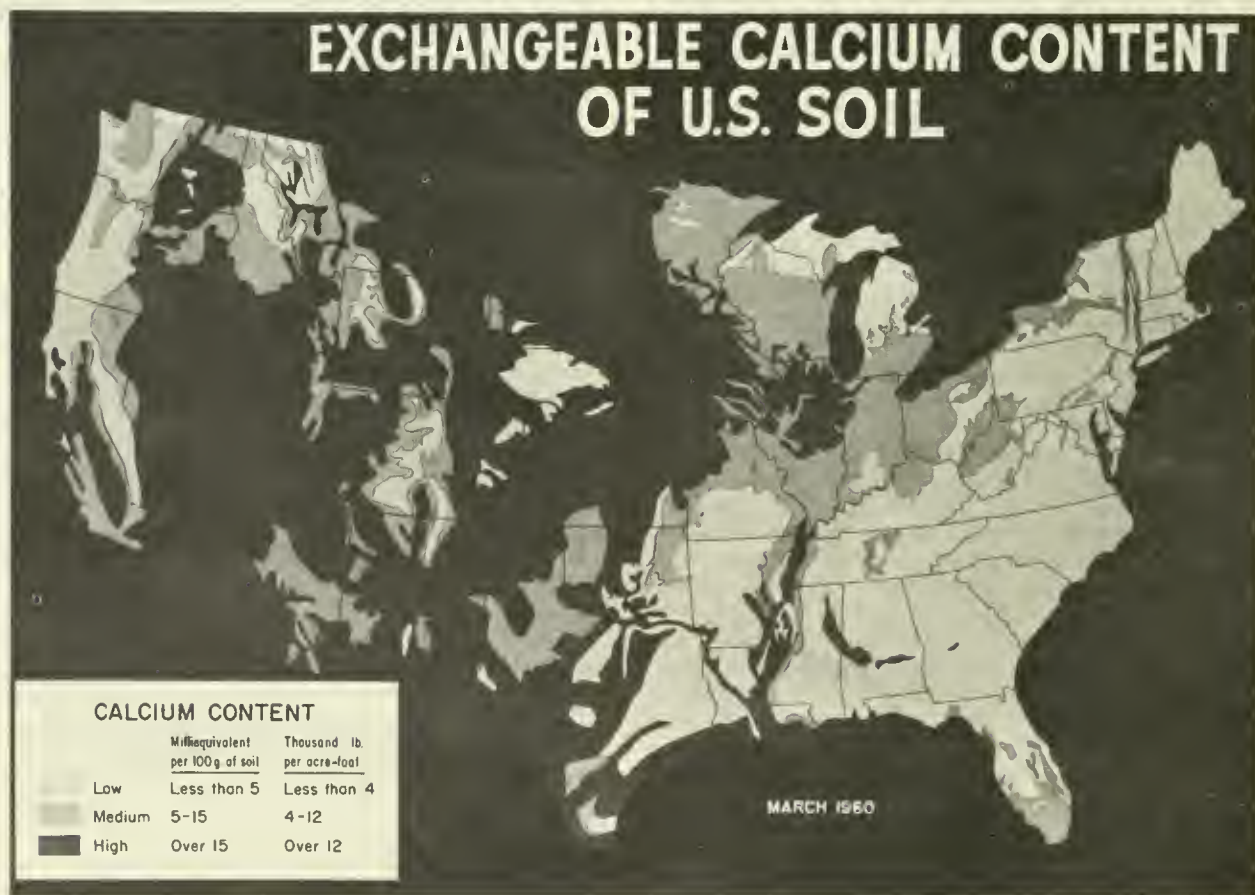 EXCHANGEABLE CALCIUM CONTENT
OF U.S. SOIL
MARCH 1960
CALCIUM CONTENT
Milliequivalent Thousand lb.
per 100 g. of soil per acre-foot
Low Less than 5 Less than 4
Medium 5-15 4-12
High Over 15 Over 12